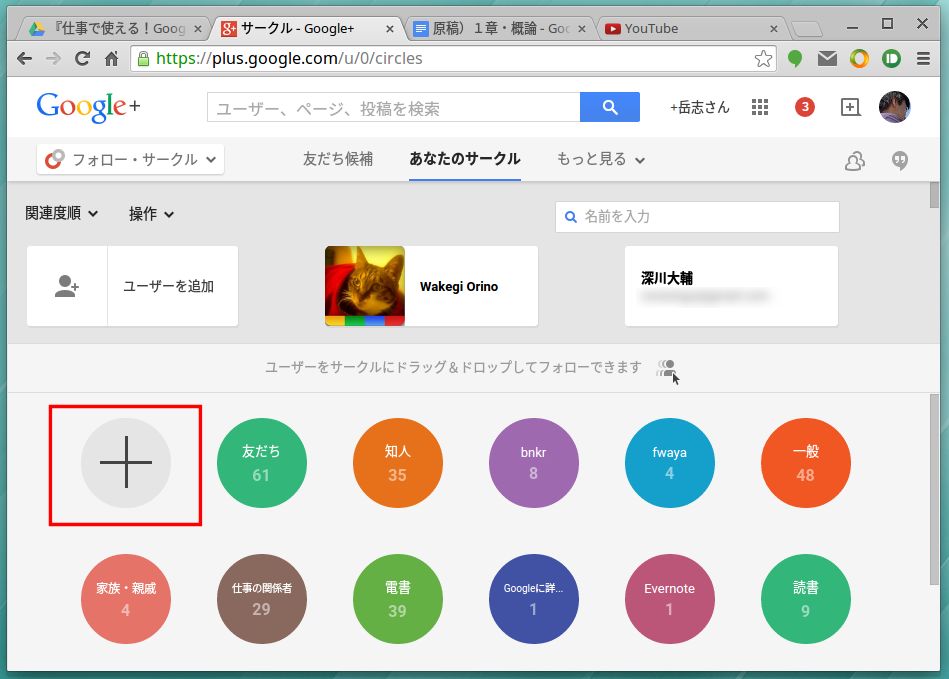 『仕事で使える！Goog
サークル - Google+
原稿）１章・概論 - Goo
YouTube
https://plus.google.com/u/0/circles
Google+
ユーザー、ページ、投稿を検索
+岳志さん
3
フォロー・サークル
友だち候補
あなたのサークル
もっと見る
関連度順
操作
名前を入力
ユーザーを追加
Wakegi Orino
深川大輔
ユーザーをサークルにドラッグ＆ドロップしてフォローできます
友だち
61
知人
35
bnkr
8
fwaya
4
一般
48
家族・親戚
4
仕事の関係者
29
電書
39
Googleに詳...
1
Evernote
1
読書
9